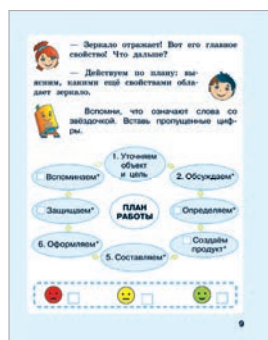 — Зеркало отражает! Вот его главное
свойство! Что дальше?
— Действуем по плану: вы-
ясним, какими ещё свойствами обла-
дает зеркало.
Вспомни, что означают слова со
звёздочкой. Вставь пропущенные циф-
ры.
1. Уточняем
объект
и цель
Вспоминаем*
2. Обсуждаем*
Защищаем*
ПЛАН
РАБОТЫ
Определяем*
6. Оформляем*
Создаём
продукт*
5. Составляем*
9